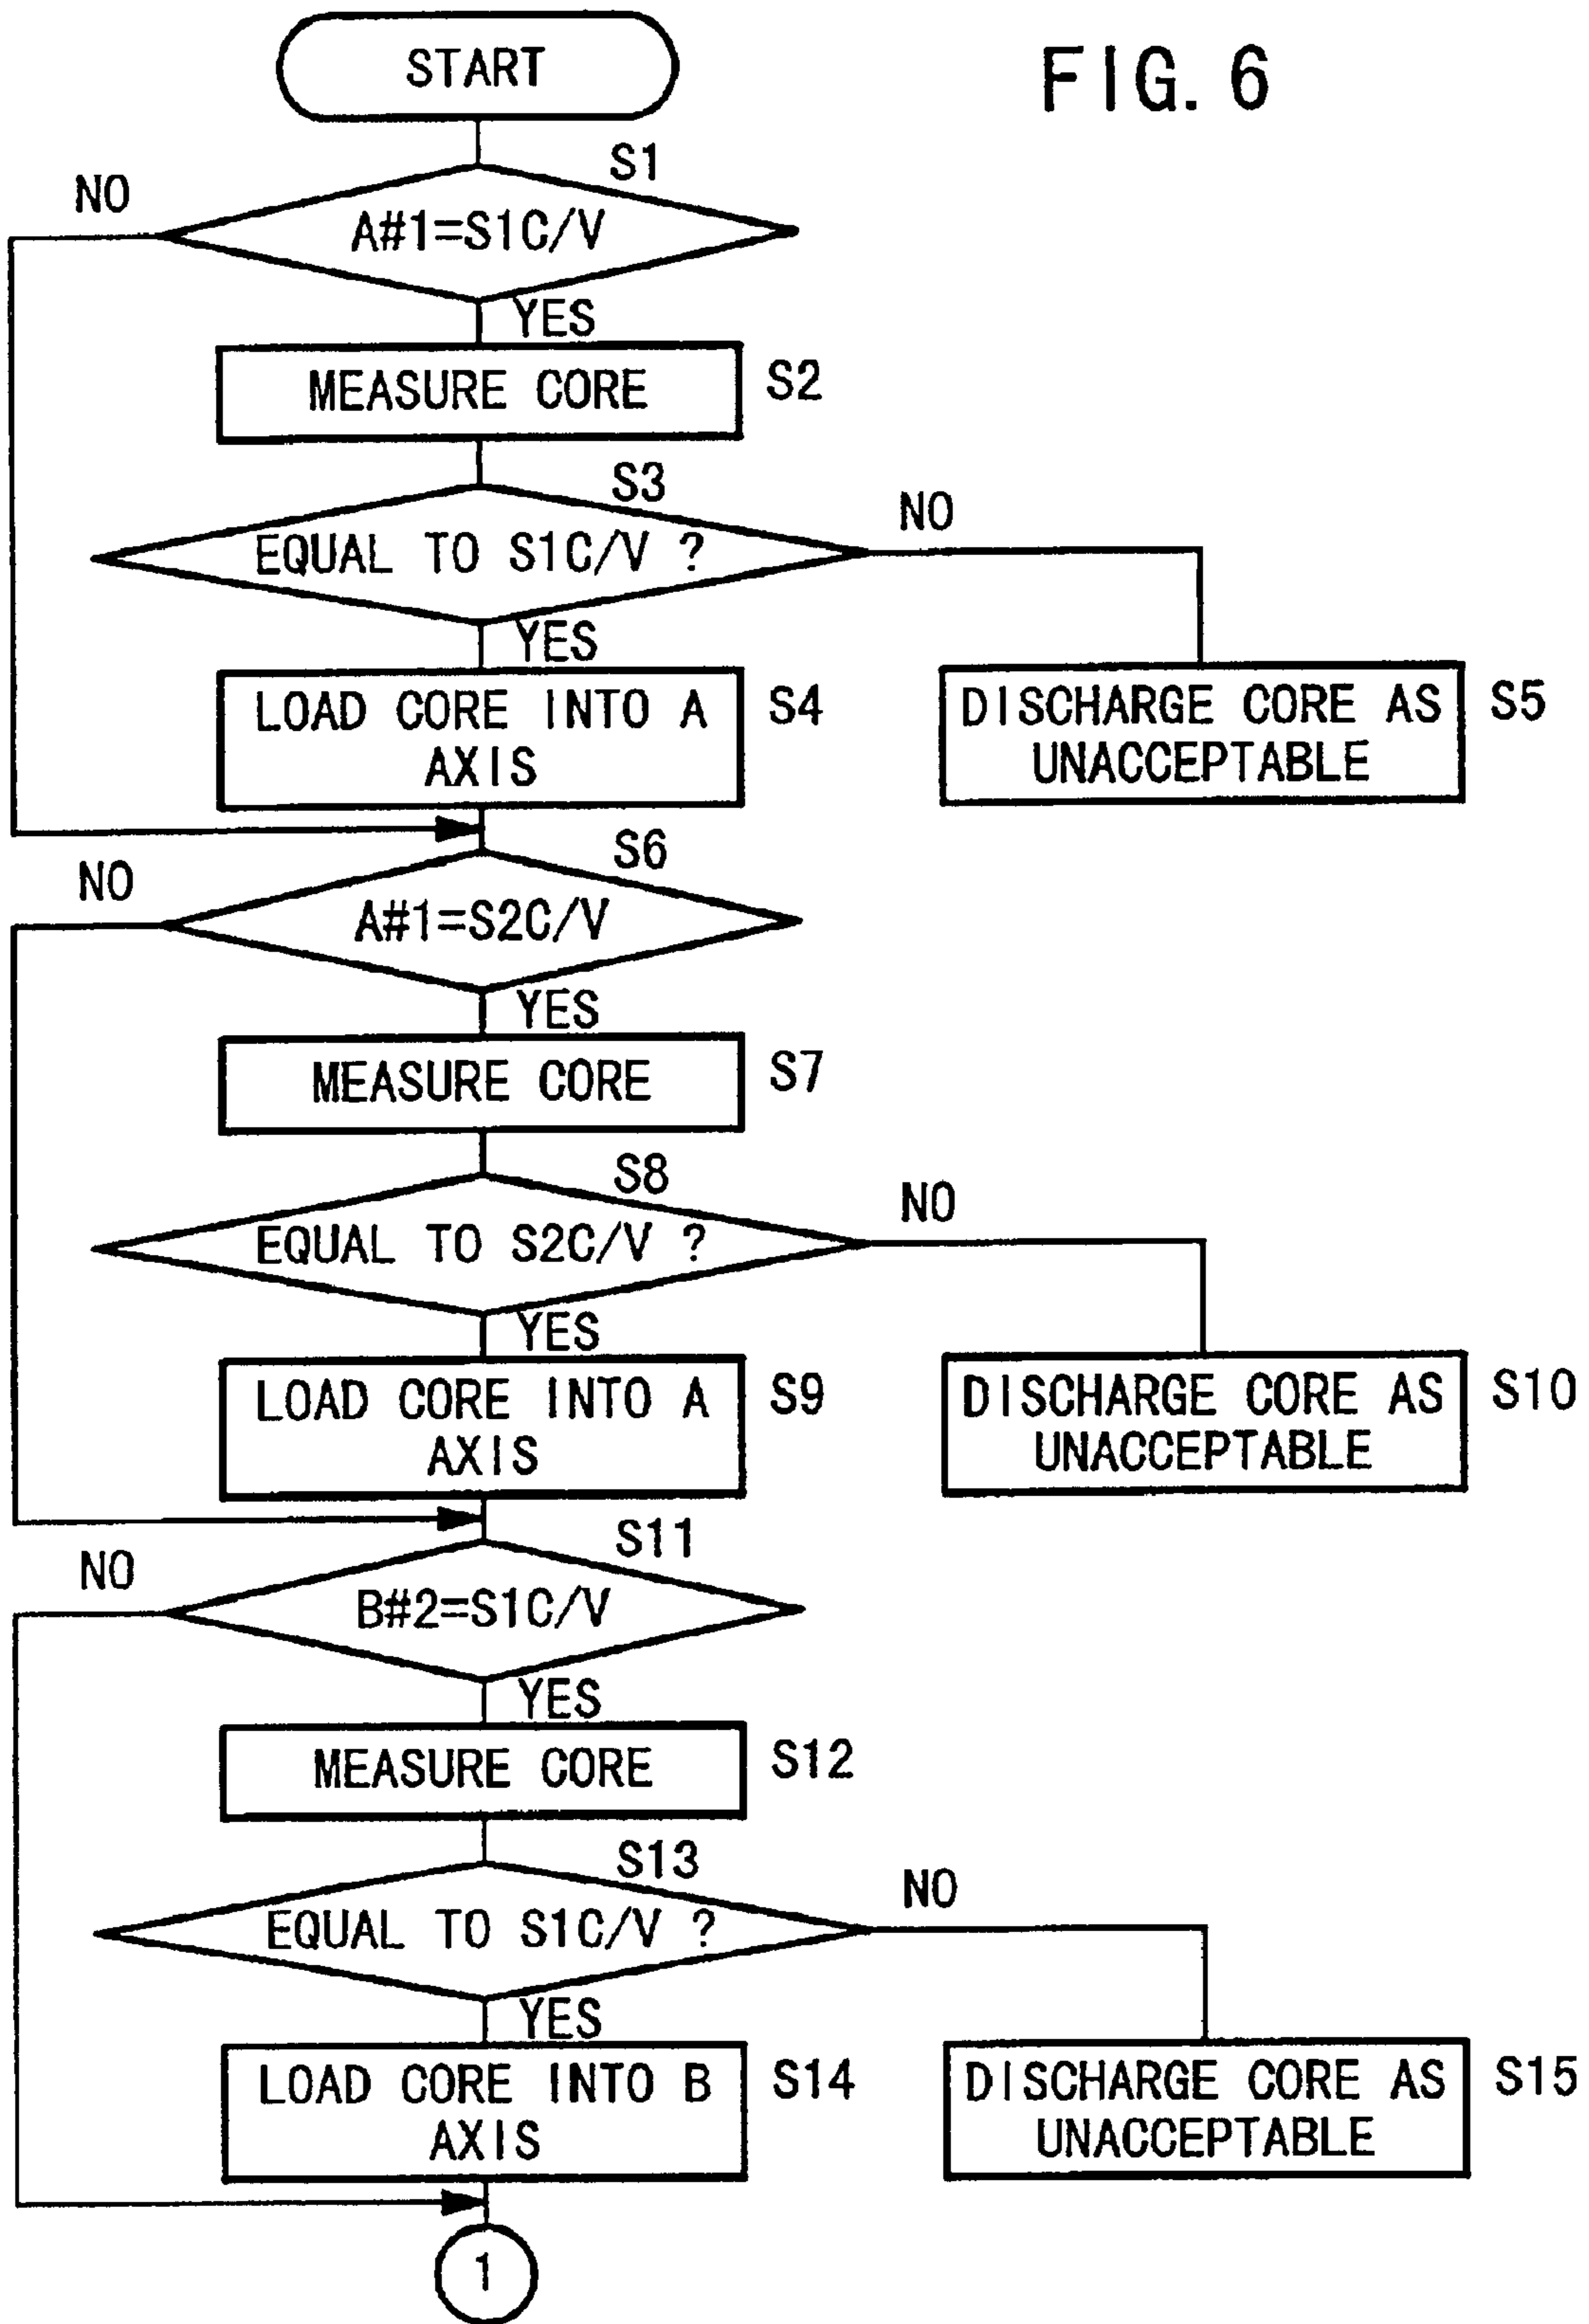 START
FIG. 6
S1
NO
A#1=S1C/V
YES
MEASURE CORE
S2
S3
NO
EQUAL TO S1C/V ?
YES
LOAD CORE INTO A
AXIS
S4
DISCHARGE CORE AS
UNACCEPTABLE
S5
S6
NO
A#1=S2C/V
YES
MEASURE CORE
S7
S8
NO
EQUAL TO S2C/V ?
YES
LOAD CORE INTO A
AXIS
S9
DISCHARGE CORE AS
UNACCEPTABLE
S10
S11
NO
B#2=S1C/V
YES
MEASURE CORE
S12
S13
NO
EQUAL TO S1C/V ?
YES
LOAD CORE INTO B
AXIS
S14
DISCHARGE CORE AS
UNACCEPTABLE
S15
1